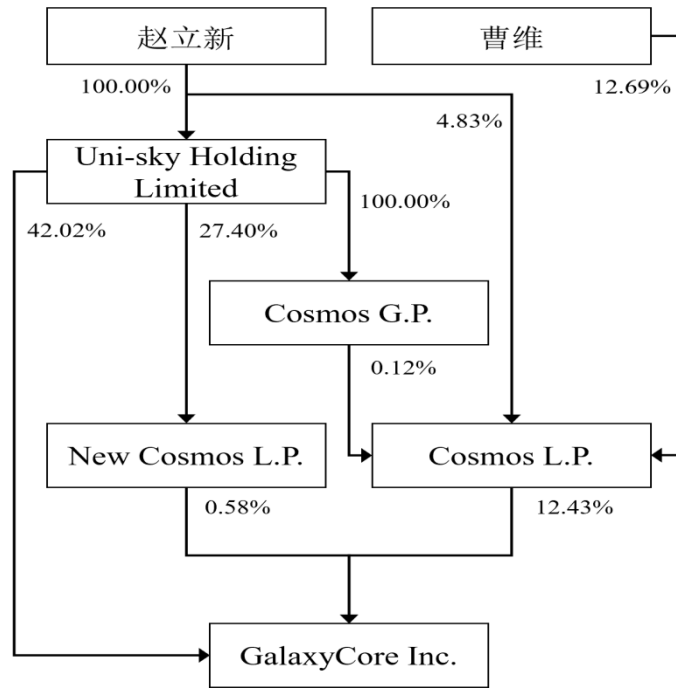 赵立新
曹维
100.00%
12.69%
4.83%
Uni-sky Holding
Limited
42.02%
27.40%
100.00%
Cosmos G.P.
0.12%
New Cosmos L.P.
Cosmos L.P.
0.58%
12.43%
GalaxyCore Inc.